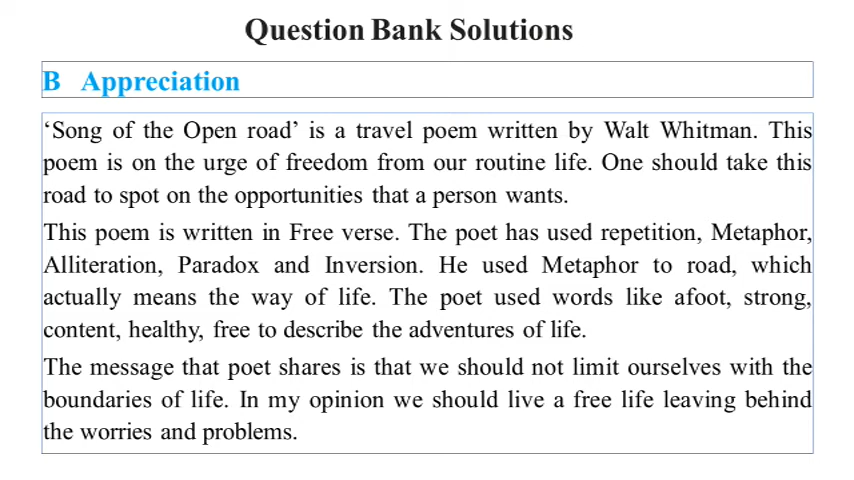 Question Bank Solutions
B Appreciation
‘Song of the Open road’ is a travel poem written by Walt Whitman. This
poem is on the urge of freedom from our routine life. One should take this
road to spot on the opportunities that a person wants.
This poem is written in Free verse. The poet has used repetition, Metaphor,
Alliteration, Paradox and Inversion. He used Metaphor to road, which
actually means the way of life. The poet used words like afoot, strong,
content, healthy, free to describe the adventures of life.
The message that poet shares is that we should not limit ourselves with the
boundaries of life. In my opinion we should live a free life leaving behind
the worries and problems.